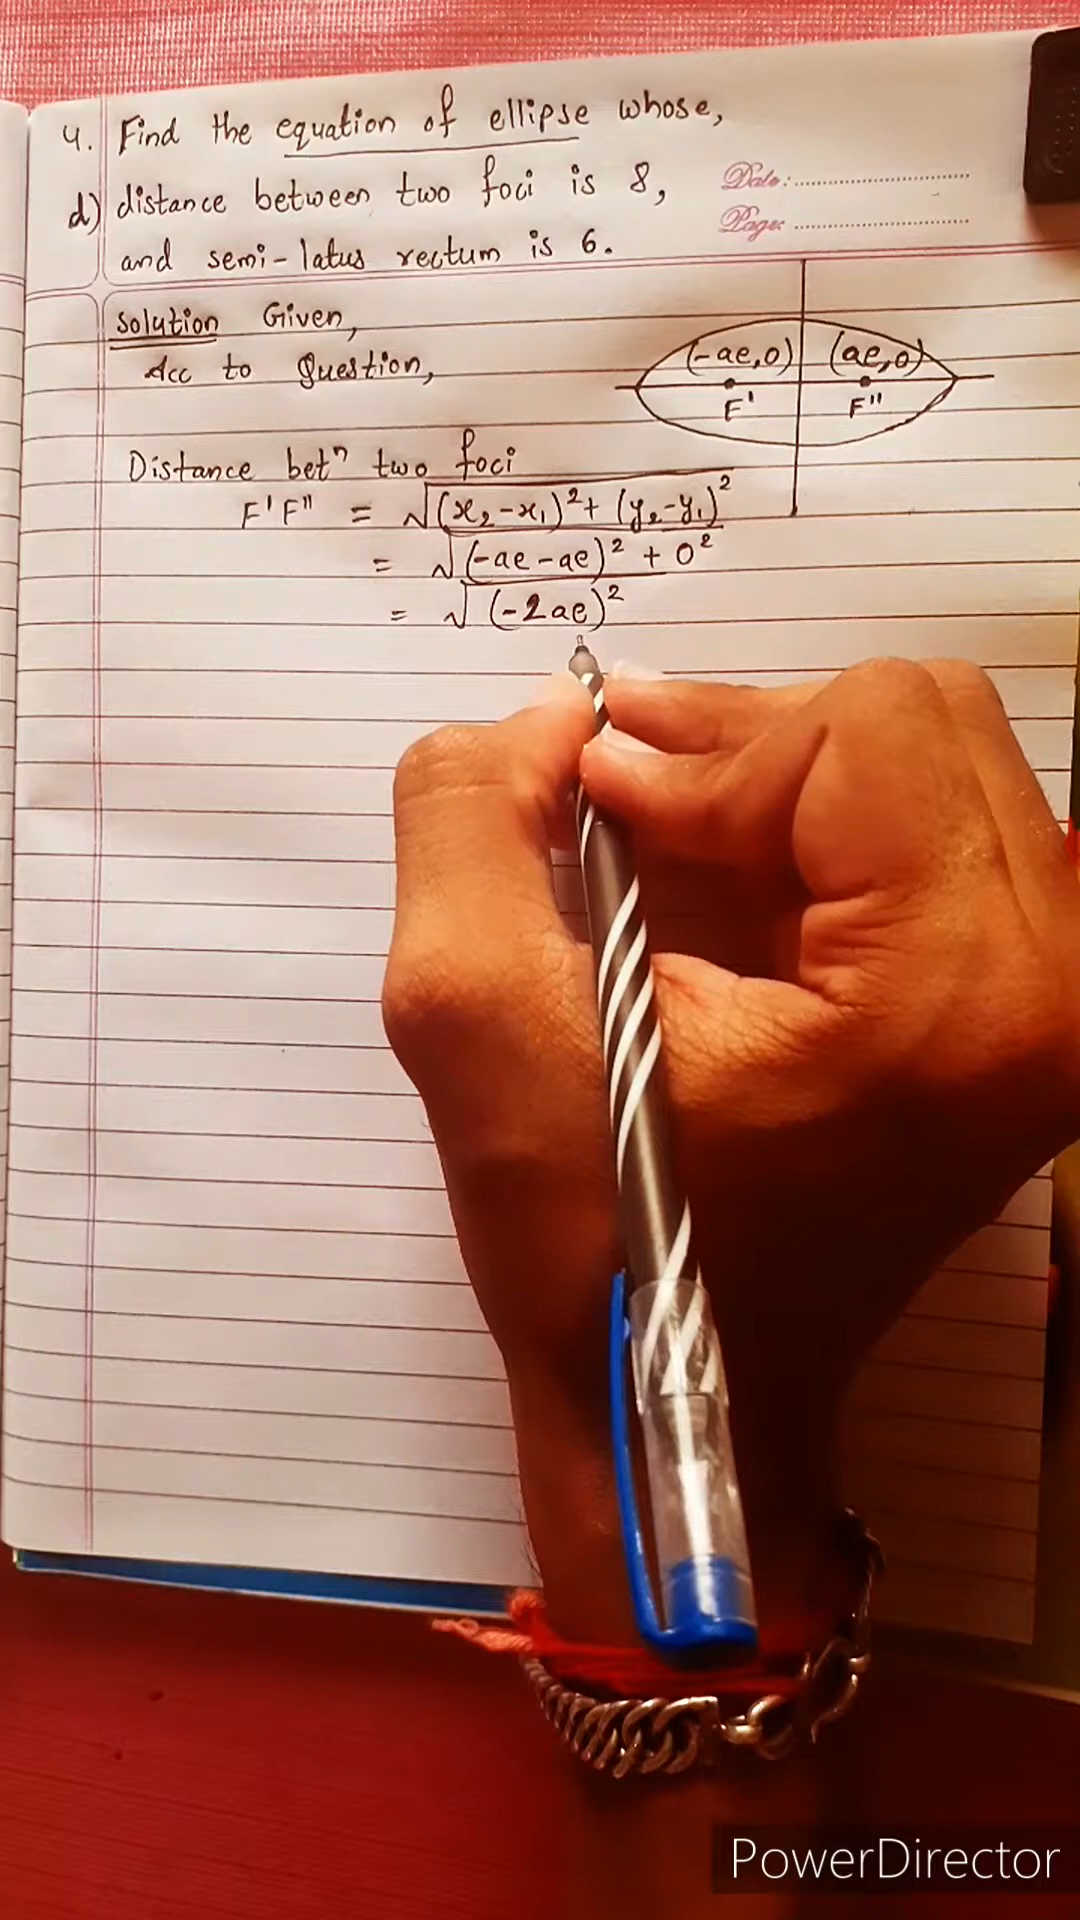 4. Find the equation of ellipse whose,
d) distance between two foci is 8,
and semi-latus rectum is 6.
Date:
Page:
Solution Given,
Acc to Question,
(-ae,0) (ae,0)
F' F"
Distance betⁿ two foci
F'F" = √(x₂-x₁)²+(y₂-y₁)²
= √(-ae-ae)² + 0²
= √(-2ae)²
PowerDirector